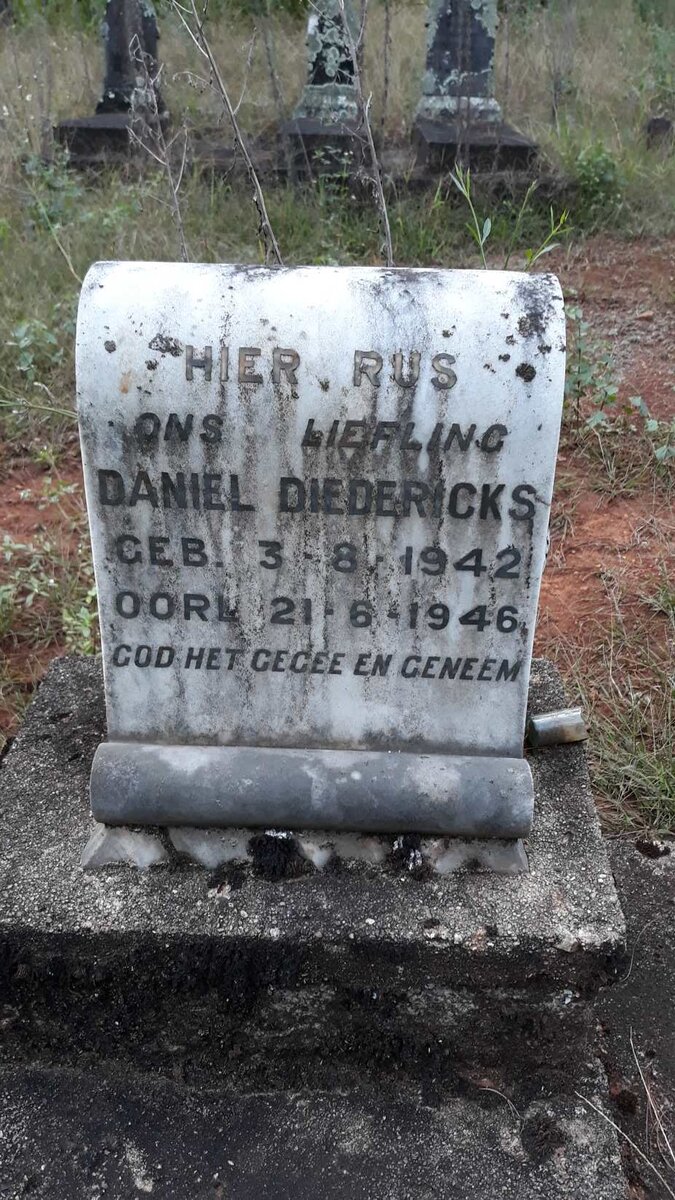 HIER RUS
ONS LIEFLING
DANIEL DIEDERICKS
GEB. 3-8-1942
OORL 21-6-1946
GOD HET GEGEE EN GENEEM